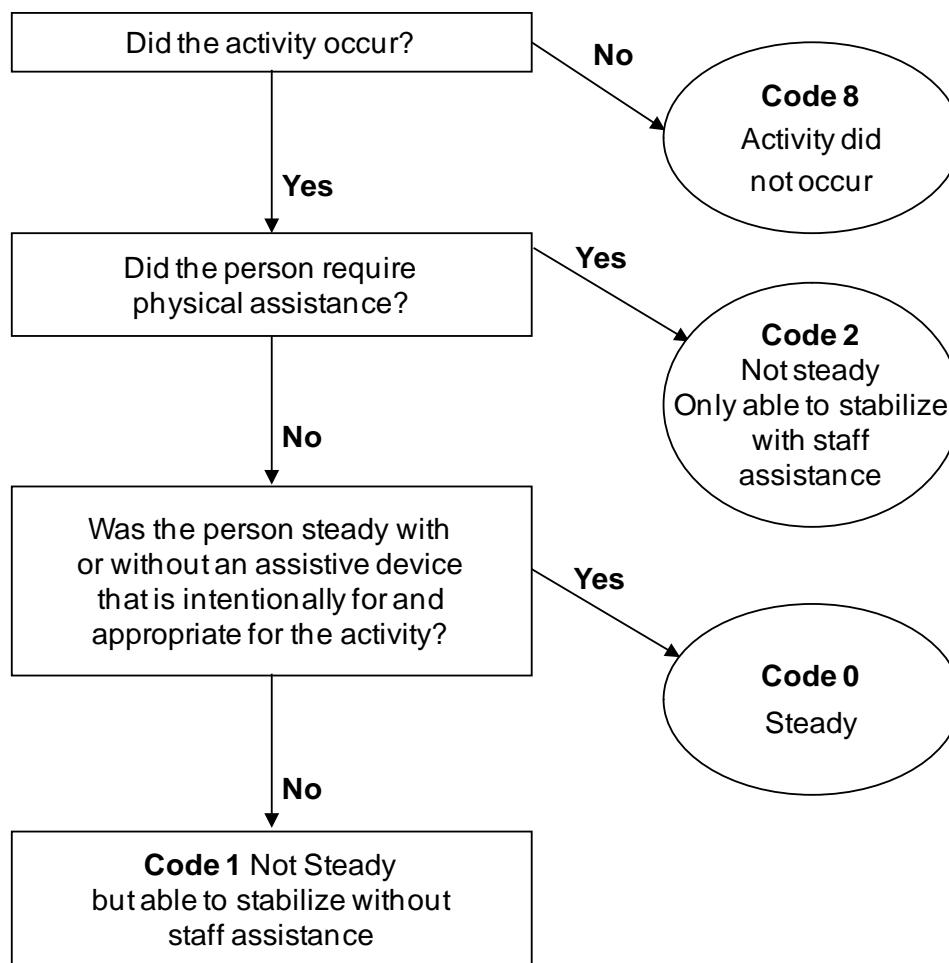 Did the activity occur?
No
Code 8
Activity did
not occur
Yes
Did the person require
physical assistance?
Yes
Code 2
Not steady
Only able to stabilize
with staff
assistance
No
Was the person steady with
or without an assistive device
that is intentionally for and
appropriate for the activity?
Yes
Code 0
Steady
No
Code 1 Not Steady
but able to stabilize without
staff assistance